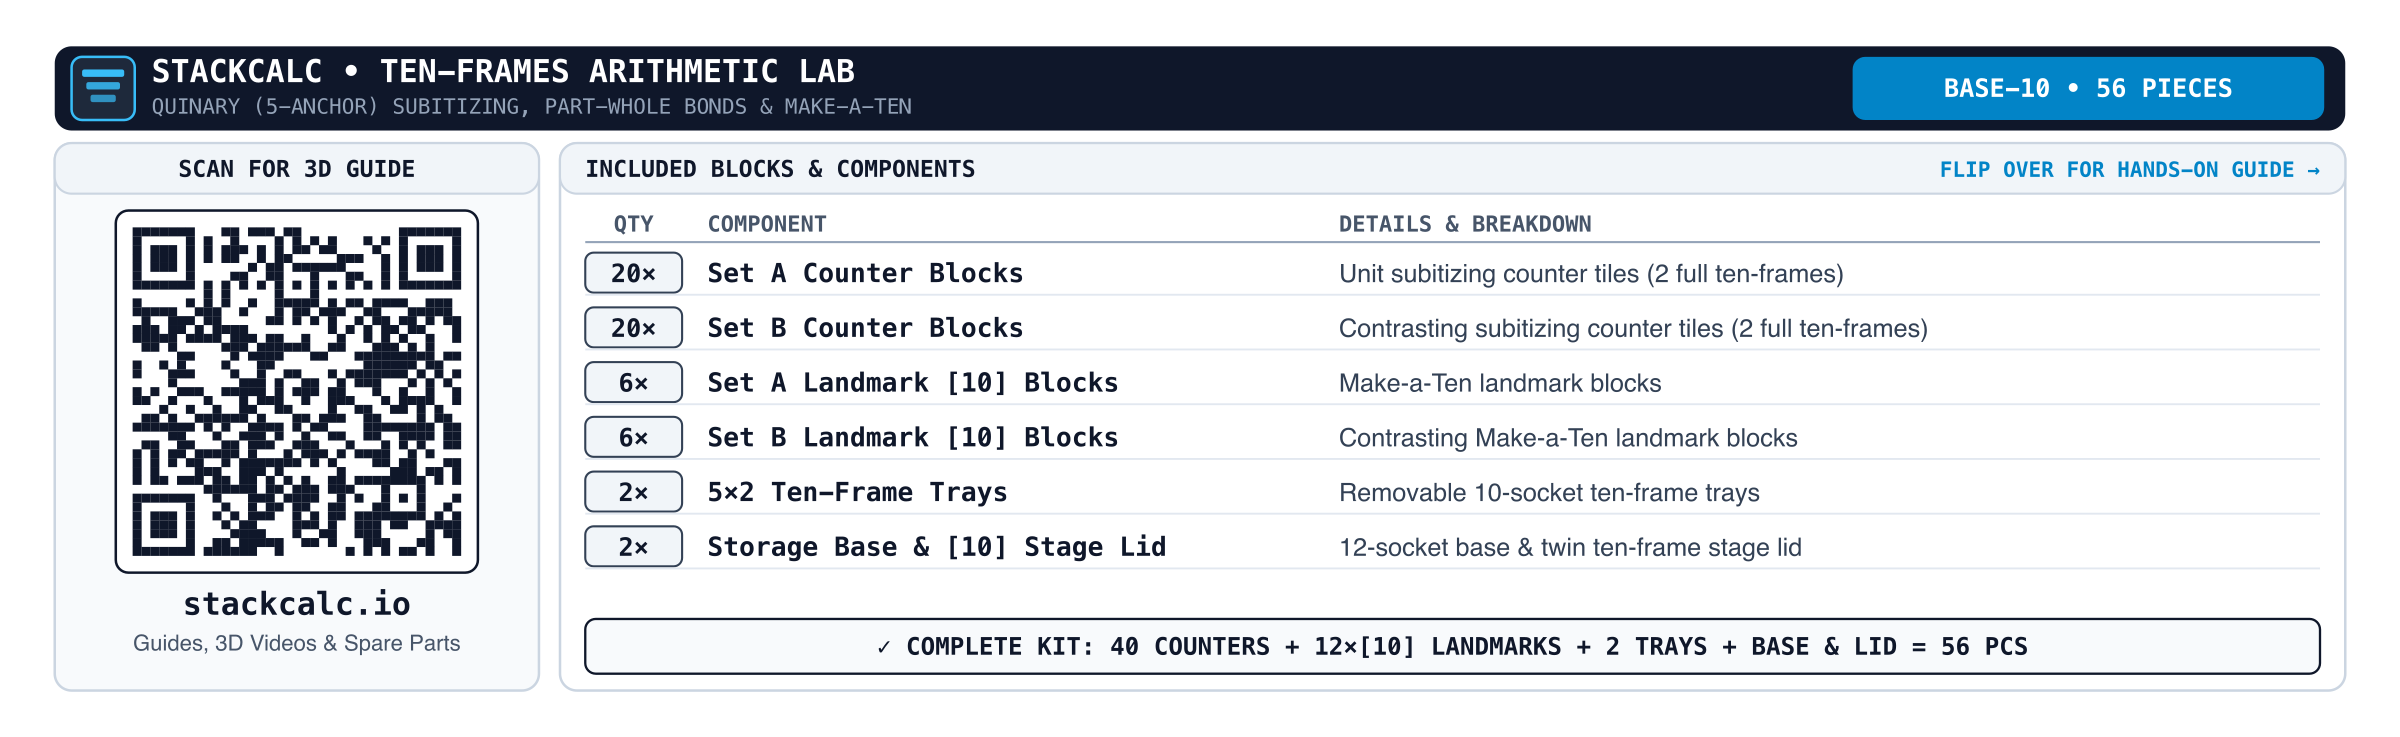 STACKCALC • TEN–FRAMES ARITHMETIC LAB
QUINARY (5–ANCHOR) SUBITIZING, PART–WHOLE BONDS & MAKE–A–TEN
BASE–10 • 56 PIECES
SCAN FOR 3D GUIDE
stackcalc.io
Guides, 3D Videos & Spare Parts
INCLUDED BLOCKS & COMPONENTS
FLIP OVER FOR HANDS–ON GUIDE →
QTY COMPONENT DETAILS & BREAKDOWN
20× Set A Counter Blocks Unit subitizing counter tiles (2 full ten-frames)
20× Set B Counter Blocks Contrasting subitizing counter tiles (2 full ten-frames)
6× Set A Landmark [10] Blocks Make-a-Ten landmark blocks
6× Set B Landmark [10] Blocks Contrasting Make-a-Ten landmark blocks
2× 5×2 Ten–Frame Trays Removable 10-socket ten-frame trays
2× Storage Base & [10] Stage Lid 12-socket base & twin ten-frame stage lid
✓ COMPLETE KIT: 40 COUNTERS + 12×[10] LANDMARKS + 2 TRAYS + BASE & LID = 56 PCS